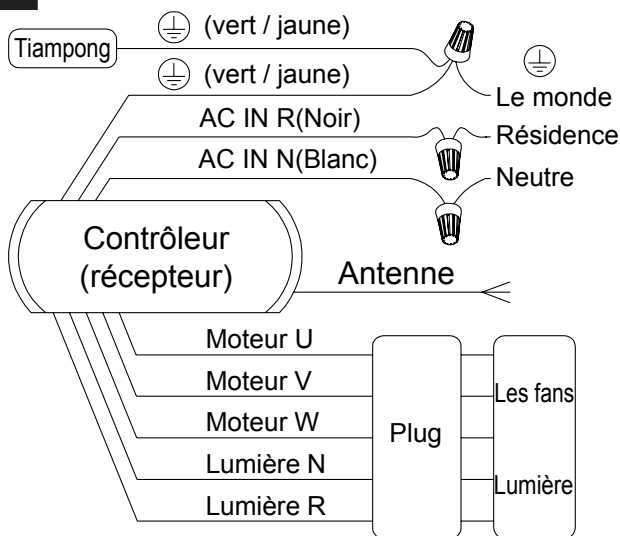 Tiampong
(vert / jaune)
(vert / jaune)
Le monde
AC IN R(Noir)
Résidence
AC IN N(Blanc)
Neutre
Contrôleur
(récepteur)
Antenne
Moteur U
Moteur V
Moteur W
Lumière N
Lumière R
Plug
Les fans
Lumière